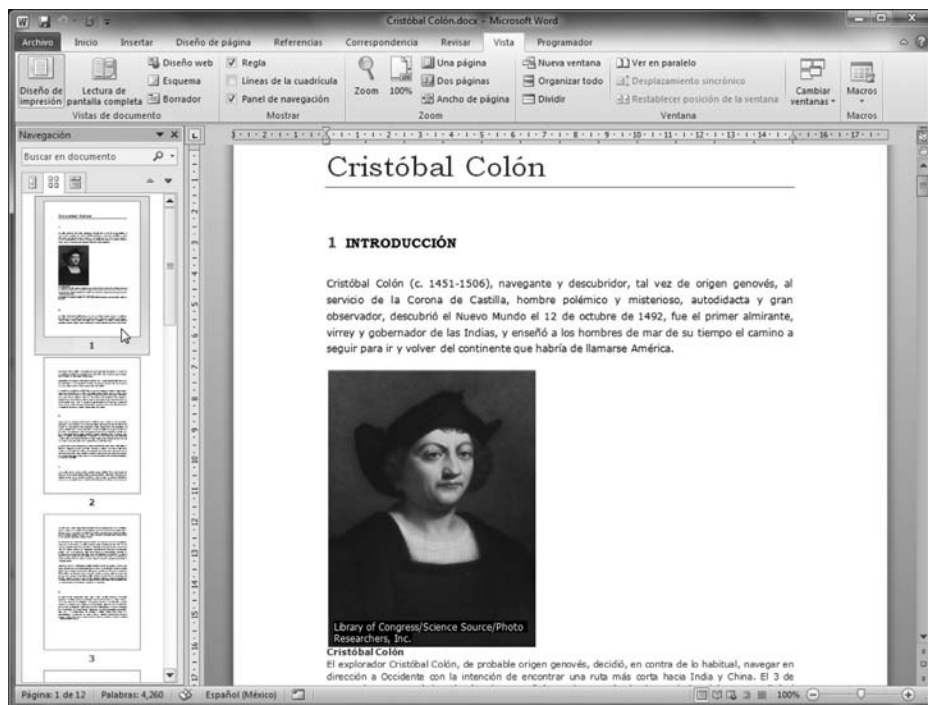 Cristóbal Colón.docx - Microsoft Word
Archivo Inicio Insertar Diseño de página Referencias Correspondencia Revisar Vista Programador
Diseño de impresión
Lectura de pantalla completa
Diseño web
Esquema
Borrador
Vistas de documento
Regla
Líneas de la cuadrícula
Panel de navegación
Mostrar
Zoom
100%
Una página
Dos páginas
Ancho de página
Zoom
Nueva ventana
Organizar todo
Dividir
Ver en paralelo
Desplazamiento sincrónico
Restablecer posición de la ventana
Cambiar ventanas
Ventana
Macros
Macros
Navegación
Buscar en documento
1
2
3
Cristóbal Colón
1 INTRODUCCIÓN
Cristóbal Colón (c. 1451-1506), navegante y descubridor, tal vez de origen genovés, al
servicio de la Corona de Castilla, hombre polémico y misterioso, autodidacta y gran
observador, descubrió el Nuevo Mundo el 12 de octubre de 1492, fue el primer almirante,
virrey y gobernador de las Indias, y enseñó a los hombres de mar de su tiempo el camino a
seguir para ir y volver del continente que habría de llamarse América.
Library of Congress/Science Source/Photo
Researchers, Inc.
Cristóbal Colón
El explorador Cristóbal Colón, de probable origen genovés, decidió, en contra de lo habitual, navegar en
dirección a Occidente con la intención de encontrar una ruta más corta hacia India y China. El 3 de
Página: 1 de 12 Palabras: 4,260 Español (México) 100%